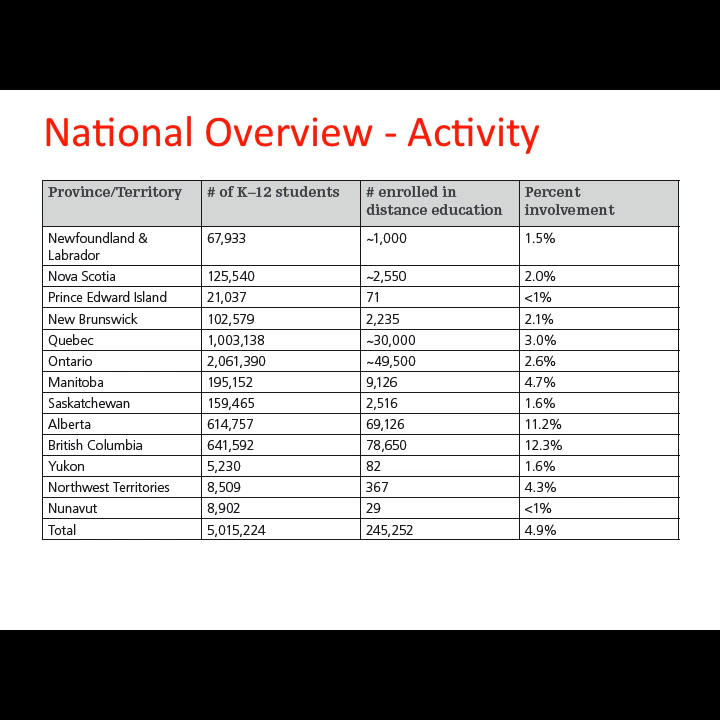 National Overview - Activity
Province/Territory # of K–12 students # enrolled in distance education Percent involvement
Newfoundland & Labrador 67,933 ~1,000 1.5%
Nova Scotia 125,540 ~2,550 2.0%
Prince Edward Island 21,037 71 <1%
New Brunswick 102,579 2,235 2.1%
Quebec 1,003,138 ~30,000 3.0%
Ontario 2,061,390 ~49,500 2.6%
Manitoba 195,152 9,126 4.7%
Saskatchewan 159,465 2,516 1.6%
Alberta 614,757 69,126 11.2%
British Columbia 641,592 78,650 12.3%
Yukon 5,230 82 1.6%
Northwest Territories 8,509 367 4.3%
Nunavut 8,902 29 <1%
Total 5,015,224 245,252 4.9%